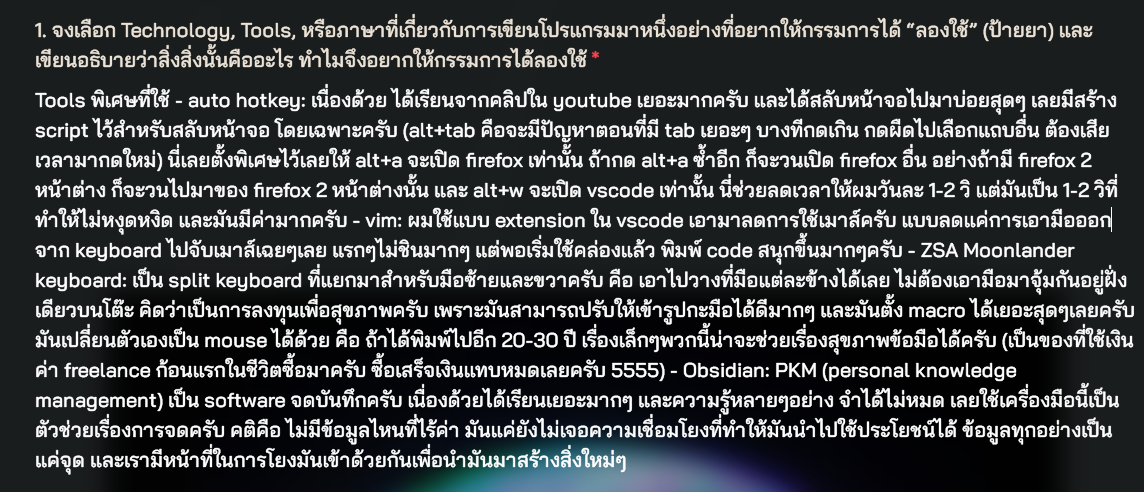 1. จงเลือก Technology, Tools, หรือภาษาที่เกี่ยวกับการเขียนโปรแกรมมาหนึ่งอย่างที่อยากให้กรรมการได้ “ลองใช้” (ป้ายยา) และ
เขียนอธิบายว่าสิ่งสิ่งนั้นคืออะไร ทำไมจึงอยากให้กรรมการได้ลองใช้ *
Tools พิเศษที่ใช้ - auto hotkey: เนื่องด้วย ได้เรียนจากคลิปใน youtube เยอะมากครับ และได้สลับหน้าจอไปมาบ่อยสุดๆ เลยมีสร้าง
script ไว้สำหรับสลับหน้าจอ โดยเฉพาะครับ (alt+tab คือจะมีปัญหาตอนที่มี tab เยอะๆ บางทีกดเกิน กดผิดไปเลือกแถบอื่น ต้องเสีย
เวลามากดใหม่) นี่เลยตั้งพิเศษไว้เลยให้ alt+a จะเปิด firefox เท่านั้น ถ้ากด alt+a ซ้ำอีก ก็จะวนเปิด firefox อื่น อย่างถ้ามี firefox 2
หน้าต่าง ก็จะวนไปมาของ firefox 2 หน้าต่างนั้น และ alt+w จะเปิด vscode เท่านั้น นี่ช่วยลดเวลาให้ผมวันละ 1-2 วิ แต่มันเป็น 1-2 วิที่
ทำให้ไม่หงุดหงิด และมันมีค่ามากครับ - vim: ผมใช้แบบ extension ใน vscode เอามาลดการใช้เมาส์ครับ แบบลดแค่การเอามือออก
จาก keyboard ไปจับเมาส์เฉยๆเลย แรกๆไม่ชินมากๆ แต่พอเริ่มใช้คล่องแล้ว พิมพ์ code สนุกขึ้นมากๆครับ - ZSA Moonlander
keyboard: เป็น split keyboard ที่แยกมาสำหรับมือซ้ายและขวาครับ คือ เอาไปวางที่มือแต่ละข้างได้เลย ไม่ต้องเอามือมาจุ้มกันอยู่ฝั่ง
เดียวบนโต๊ะ คิดว่าเป็นการลงทุนเพื่อสุขภาพครับ เพราะมันสามารถปรับให้เข้ารูปกะมือได้ดีมากๆ และมันตั้ง macro ได้เยอะสุดๆเลยครับ
มันเปลี่ยนตัวเองเป็น mouse ได้ด้วย คือ ถ้าได้พิมพ์ไปอีก 20-30 ปี เรื่องเล็กๆพวกนี้น่าจะช่วยเรื่องสุขภาพข้อมือได้ครับ (เป็นของที่ใช้เงิน
ค่า freelance ก้อนแรกในชีวิตซื้อมาครับ ซื้อเสร็จเงินแทบหมดเลยครับ 5555) - Obsidian: PKM (personal knowledge
management) เป็น software จดบันทึกครับ เนื่องด้วยได้เรียนเยอะมากๆ และความรู้หลายๆอย่าง จำได้ไม่หมด เลยใช้เครื่องมือนี้เป็น
ตัวช่วยเรื่องการจดครับ คติคือ ไม่มีข้อมูลไหนที่ไร้ค่า มันแค่ยังไม่เจอความเชื่อมโยงที่ทำให้มันนำไปใช้ประโยชน์ได้ ข้อมูลทุกอย่างเป็น
แค่จุด และเรามีหน้าที่ในการโยงมันเข้าด้วยกันเพื่อนำมันมาสร้างสิ่งใหม่ๆ